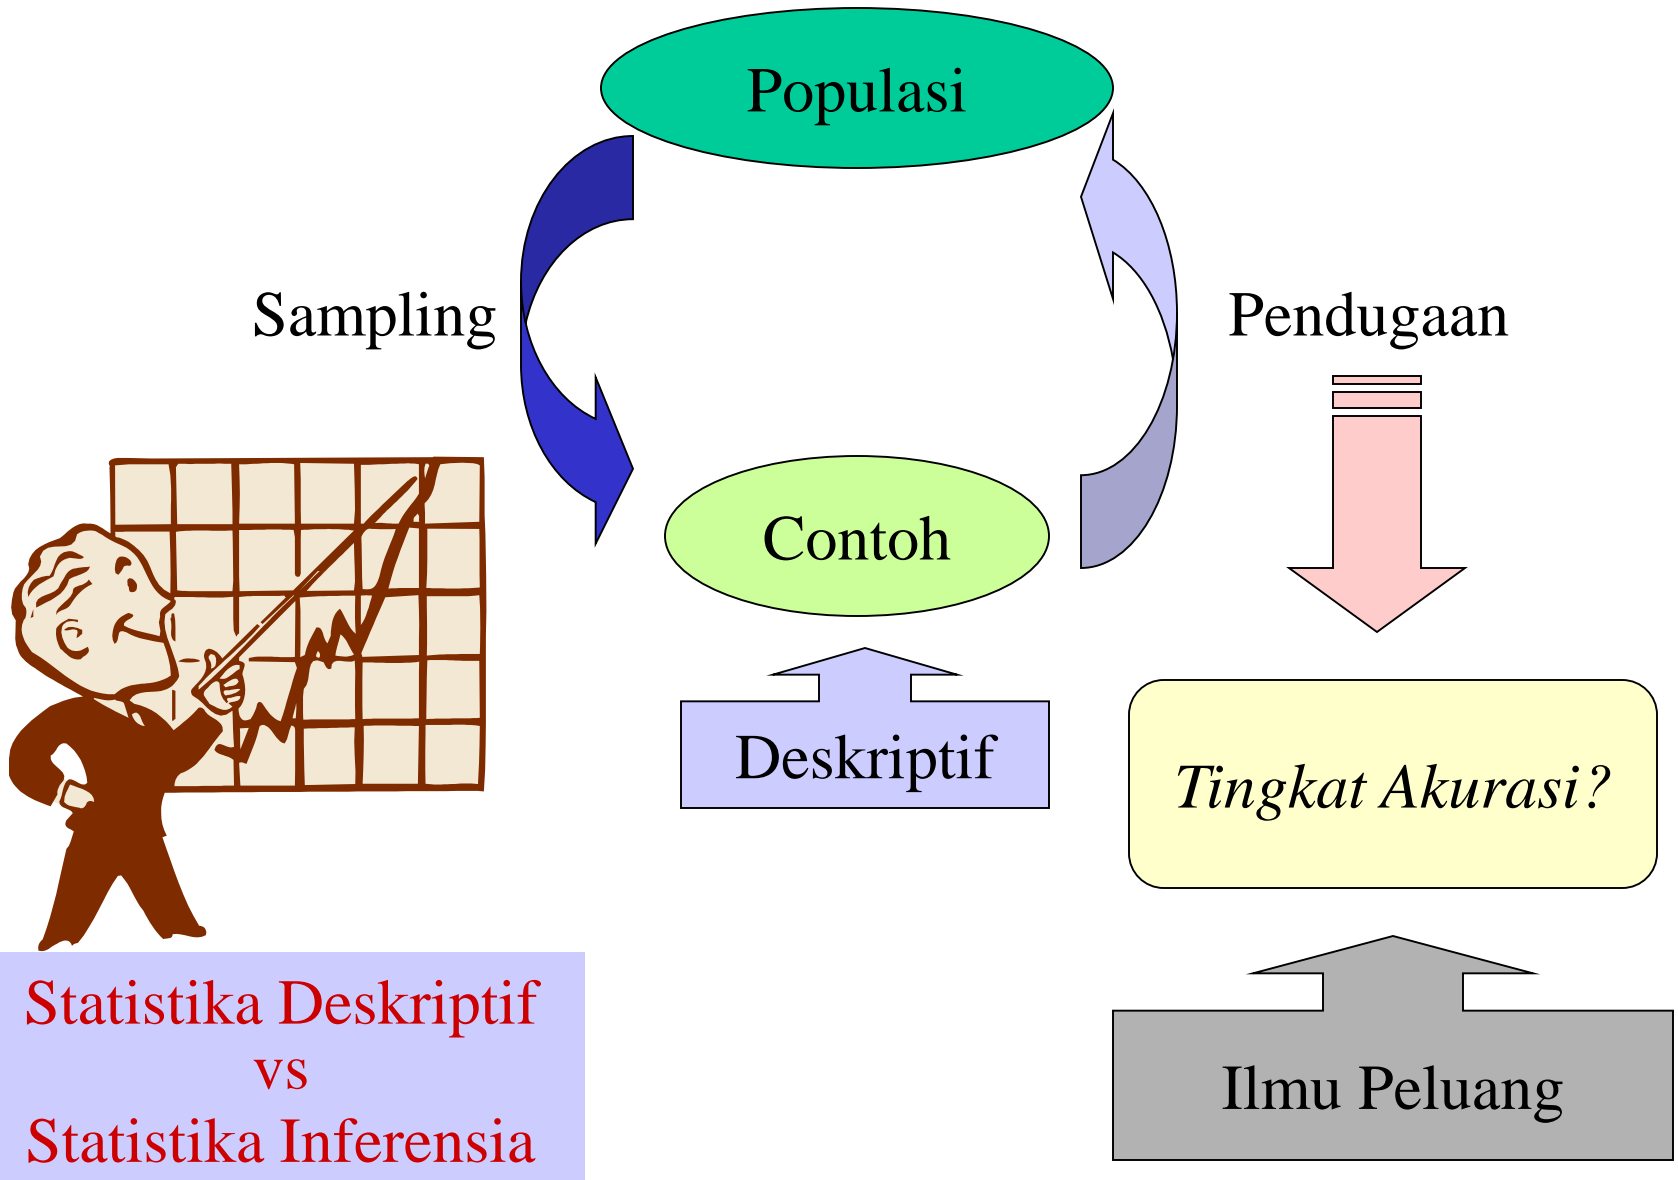 Populasi
Sampling
Pendugaan
Contoh
Deskriptif
Tingkat Akurasi?
Statistika Deskriptif
vs
Statistika Inferensia
Ilmu Peluang